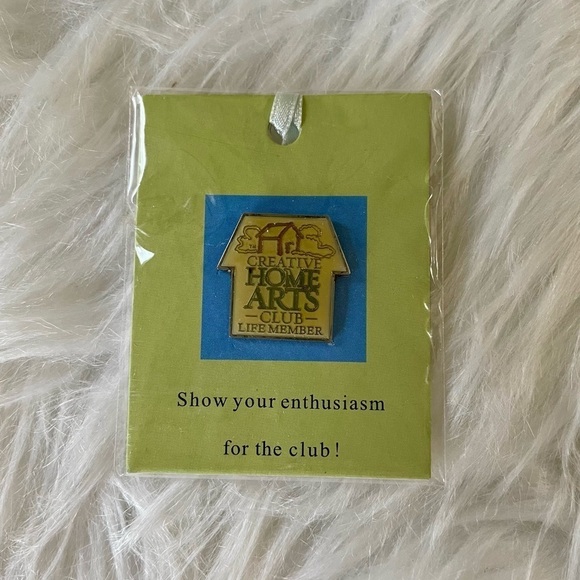 CREATIVE
HOME
ARTS
CLUB
LIFE MEMBER
Show your enthusiasm
for the club!